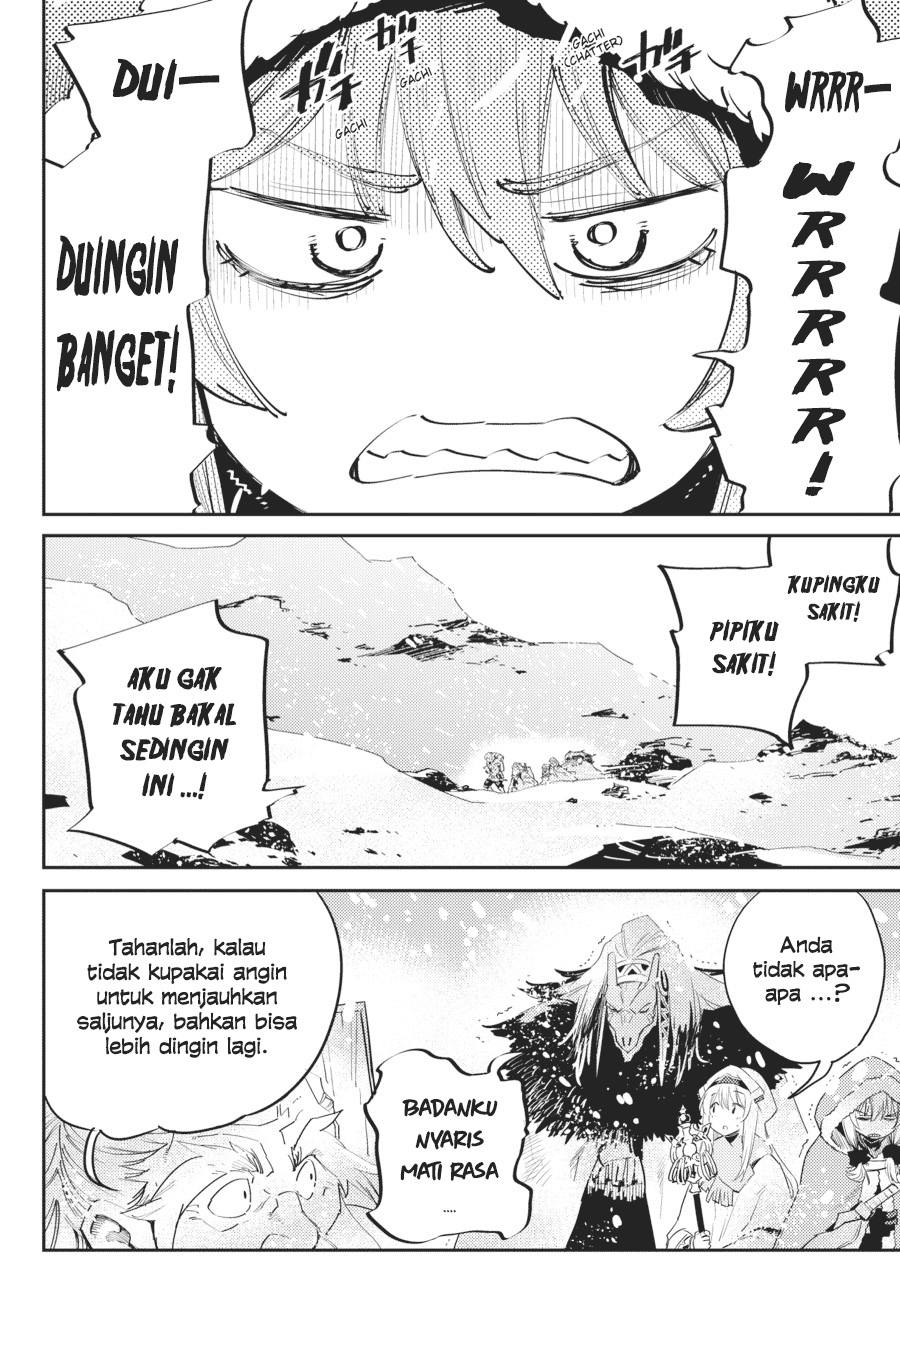 WRRR—
W
R
R
R
R
R!
GACHI
(CHATTER)
ガチ
GACHI
ガチ
GACHI
ガチ
DUI—
DUINGIN
BANGET!
KUPINGKU
SAKIT!
PIPIKU
SAKIT!
AKU GAK
TAHU BAKAL
SEDINGIN
INI ...!
Anda
tidak apa-
apa ...?
BADANKU
NYARIS
MATI RASA
....
Tahanlah, kalau
tidak kupakai angin
untuk menjauhkan
saljunya, bahkan bisa
lebih dingin lagi.